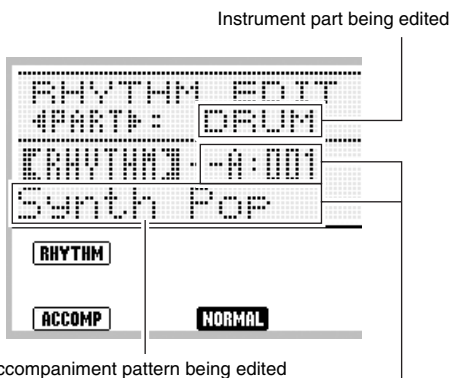 Instrument part being edited
RHYTHM EDIT
◀PART▶: DRUM
【RHYTHM】-A:001
Synth Pop
RHYTHM
ACCOMP NORMAL
ccompaniment pattern being edited